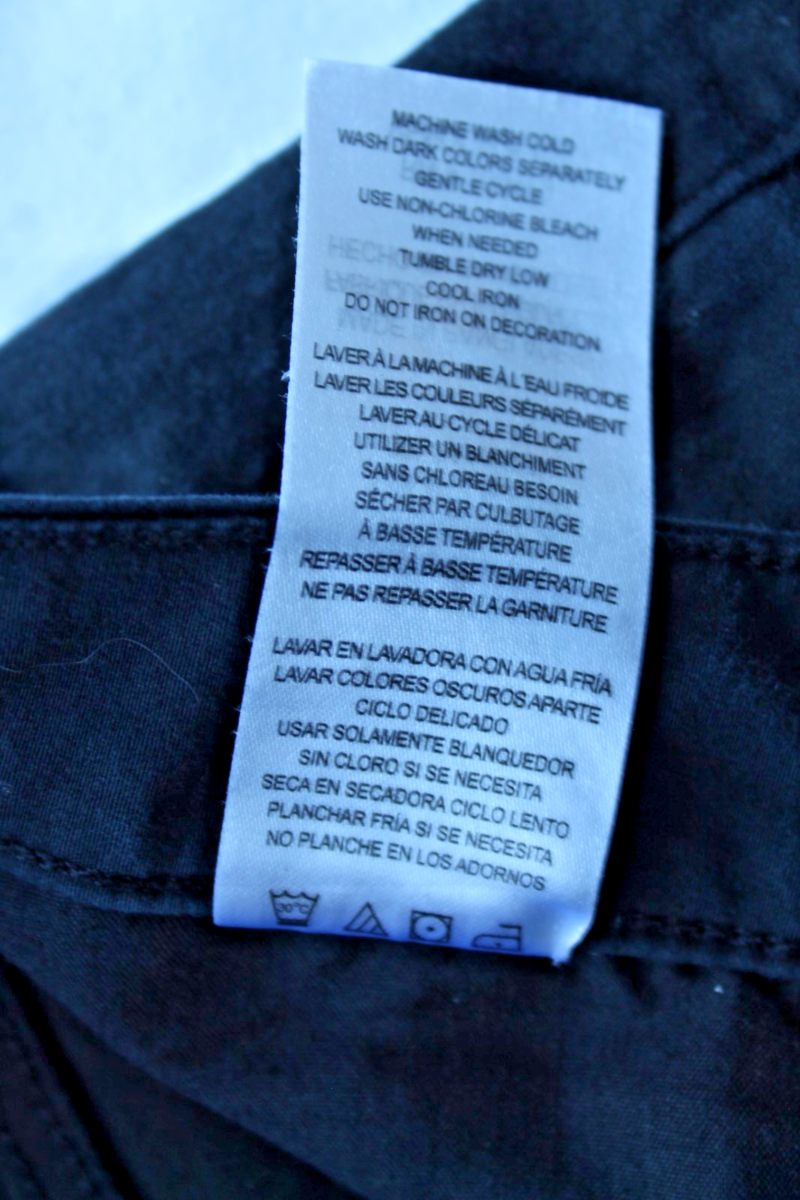 MACHINE WASH COLD
WASH DARK COLORS SEPARATELY
GENTLE CYCLE
USE NON-CHLORINE BLEACH
WHEN NEEDED
TUMBLE DRY LOW
COOL IRON
DO NOT IRON ON DECORATION
LAVER À LA MACHINE À L'EAU FROIDE
LAVER LES COULEURS SÉPARÉMENT
LAVER AU CYCLE DÉLICAT
UTILIZER UN BLANCHIMENT
SANS CHLOREAU BESOIN
SÉCHER PAR CULBUTAGE
À BASSE TEMPÉRATURE
REPASSER À BASSE TEMPÉRATURE
NE PAS REPASSER LA GARNITURE
LAVAR EN LAVADORA CON AGUA FRÍA
LAVAR COLORES OSCUROS APARTE
CICLO DELICADO
USAR SOLAMENTE BLANQUEDOR
SIN CLORO SI SE NECESITA
SECA EN SECADORA CICLO LENTO
PLANCHAR FRÍA SI SE NECESITA
NO PLANCHE EN LOS ADORNOS
30°C